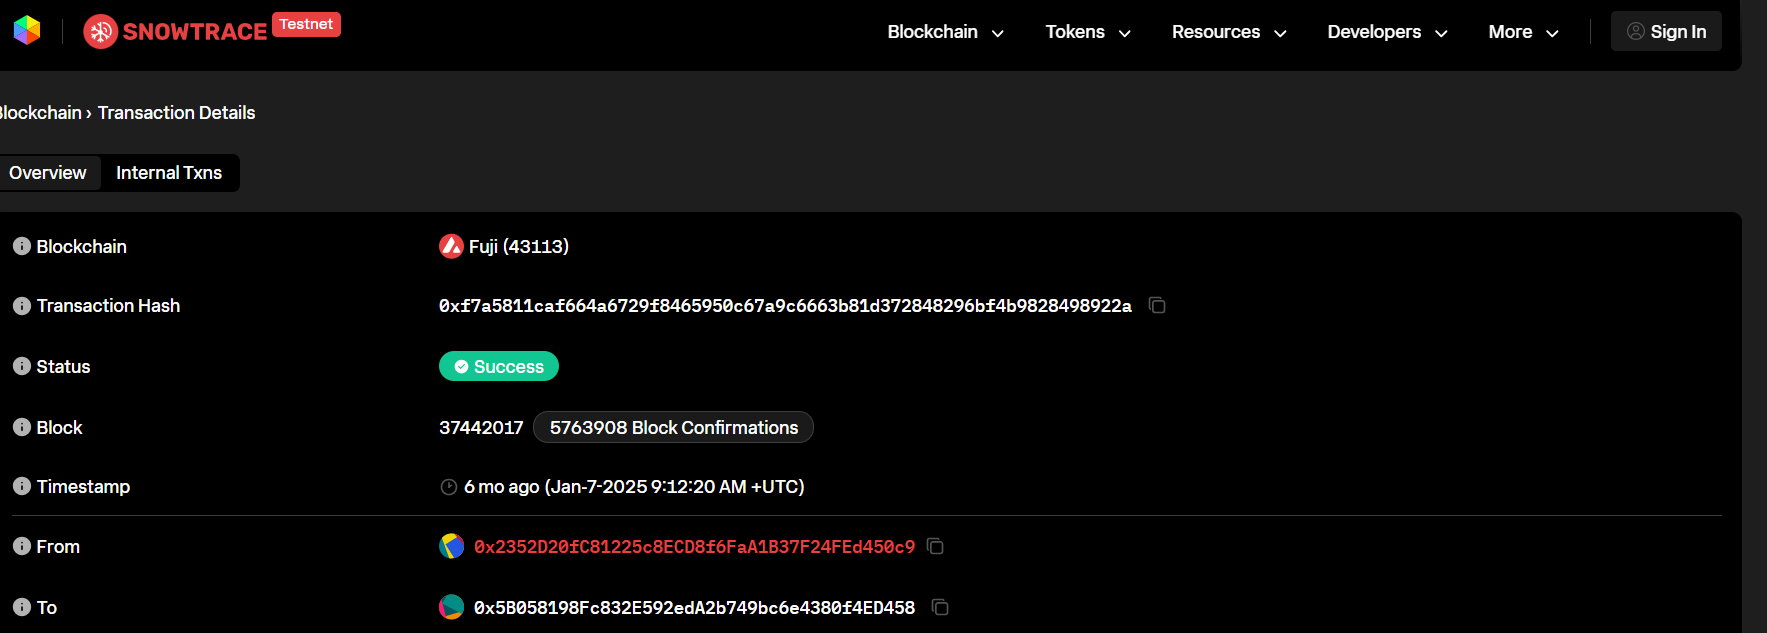 SNOWTRACE Testnet
Blockchain Tokens Resources Developers More Sign In
lockchain › Transaction Details
Overview Internal Txns
Blockchain Fuji (43113)
Transaction Hash 0xf7a5811caf664a6729f8465950c67a9c6663b81d372848296bf4b9828498922a
Status Success
Block 37442017 5763908 Block Confirmations
Timestamp 6 mo ago (Jan-7-2025 9:12:20 AM +UTC)
From 0x2352D20fC81225c8ECD8f6FaA1B37F24FEd450c9
To 0x5B058198Fc832E592edA2b749bc6e4380f4ED458